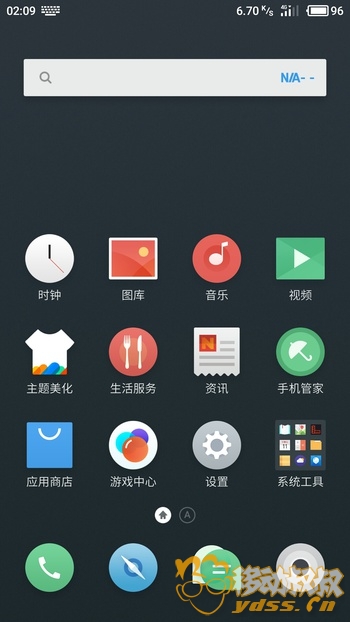 02:09 6.70 K/s 4G 96
N/A- -
时钟 图库 音乐 视频
主题美化 生活服务 资讯 手机管家
应用商店 游戏中心 设置 系统工具
A
移动叔叔
ydss.cn